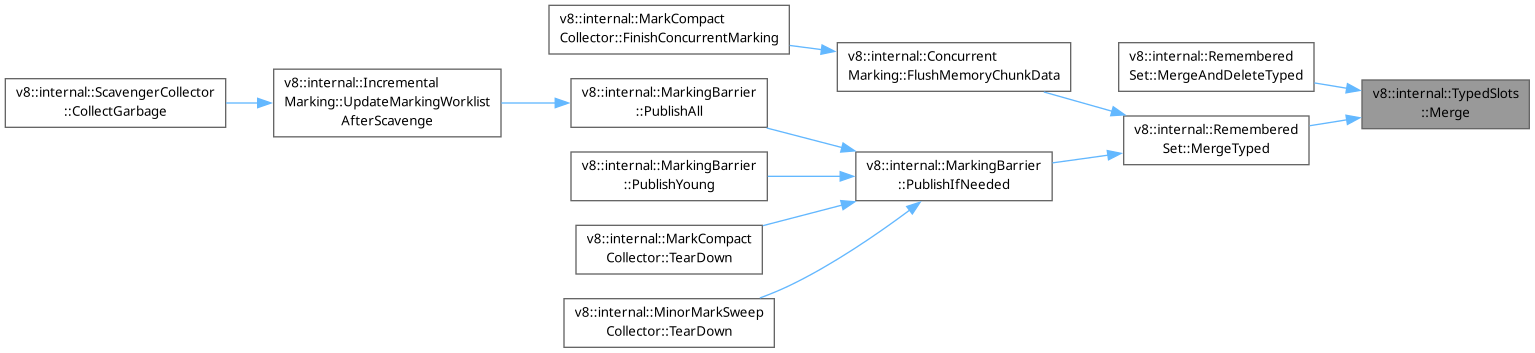 v8::internal::MarkCompact
Collector::FinishConcurrentMarking
v8::internal::Concurrent
Marking::FlushMemoryChunkData
v8::internal::Remembered
Set::MergeAndDeleteTyped
v8::internal::TypedSlots
::Merge
v8::internal::ScavengerCollector
::CollectGarbage
v8::internal::Incremental
Marking::UpdateMarkingWorklist
AfterScavenge
v8::internal::MarkingBarrier
::PublishAll
v8::internal::Remembered
Set::MergeTyped
v8::internal::MarkingBarrier
::PublishYoung
v8::internal::MarkingBarrier
::PublishIfNeeded
v8::internal::MarkCompact
Collector::TearDown
v8::internal::MinorMarkSweep
Collector::TearDown